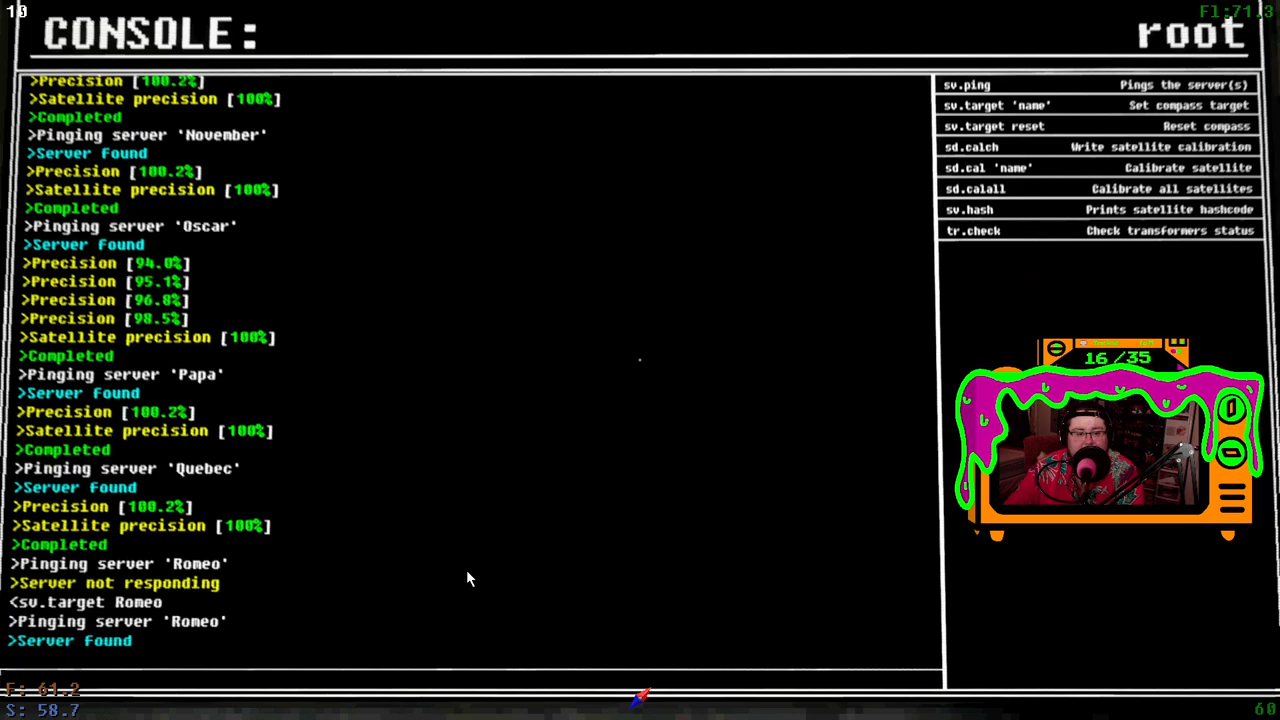 10
Fl:71.3
CONSOLE:
root
>Precision [100.2%]
>Satellite precision [100%]
>Completed
>Pinging server 'November'
>Server Found
>Precision [100.2%]
>Satellite precision [100%]
>Completed
>Pinging server 'Oscar'
>Server Found
>Precision [94.0%]
>Precision [95.1%]
>Precision [96.8%]
>Precision [98.5%]
>Satellite precision [100%]
>Completed
>Pinging server 'Papa'
>Server Found
>Precision [100.2%]
>Satellite precision [100%]
>Completed
>Pinging server 'Quebec'
>Server Found
>Precision [100.2%]
>Satellite precision [100%]
>Completed
>Pinging server 'Romeo'
>Server not responding
<sv.target Romeo
>Pinging server 'Romeo'
>Server Found
sv.ping Pings the server(s)
sv.target 'name' Set compass target
sv.target reset Reset compass
sd.calch Write satellite calibration
sd.cal 'name' Calibrate satellite
sd.calall Calibrate all satellites
sv.hash Prints satellite hashcode
tr.check Check transformers status
16/35
F: 61.2
S: 58.7
60